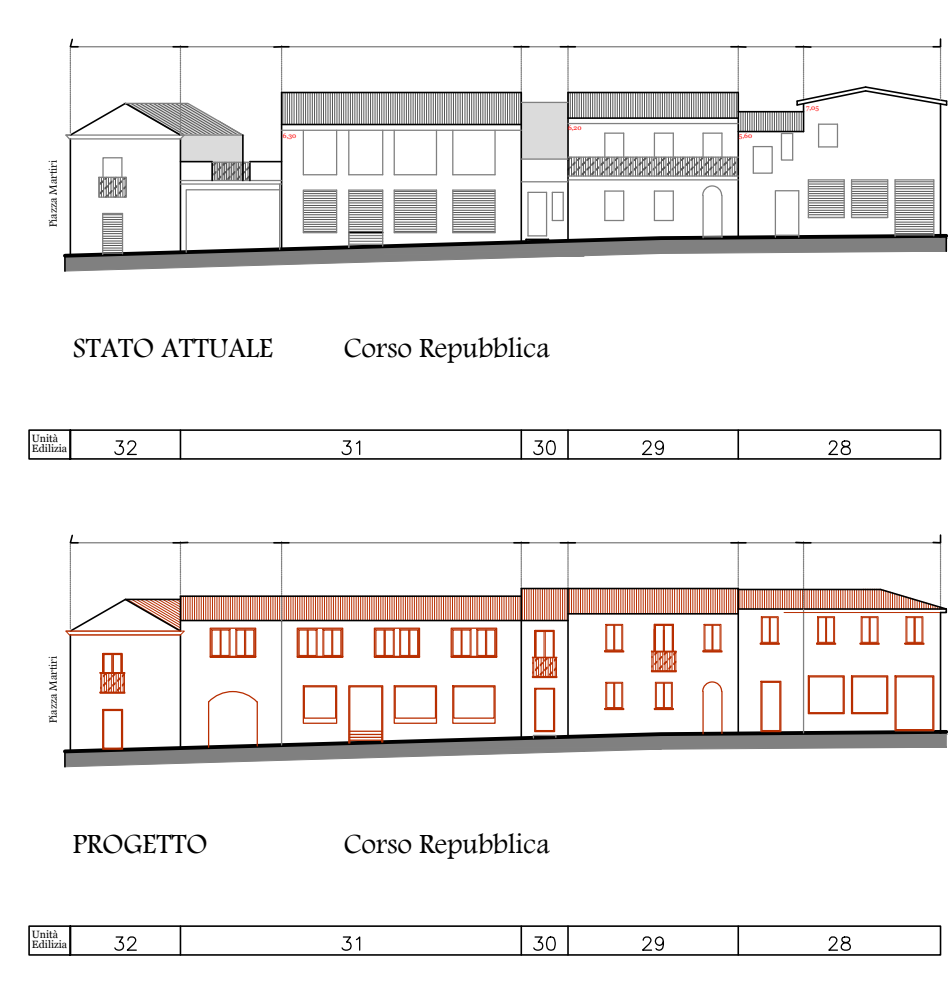 7,05
6,20
6,30
5,60
Piazza Martiri
STATO ATTUALE Corso Repubblica
Unità
Edilizia 32 31 30 29 28
Piazza Martiri
PROGETTO Corso Repubblica
Unità
Edilizia 32 31 30 29 28